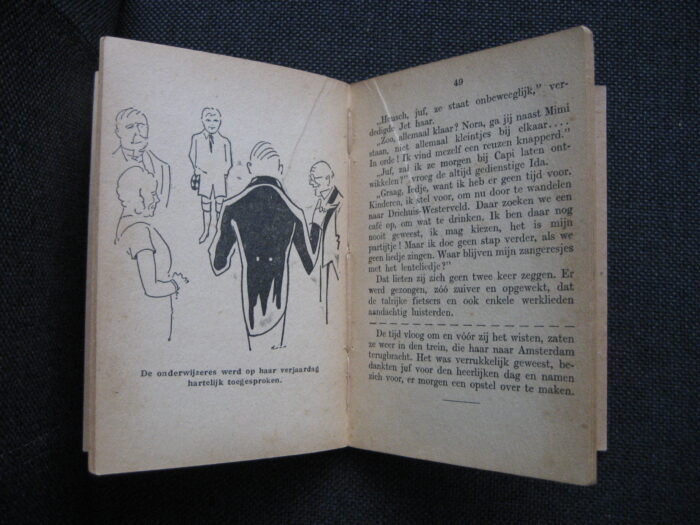 De onderwijzeres werd op haar verjaardag
hartelijk toegesproken.
49
„Heusch, juf, ze staat onbeweeglijk,” ver-
dedigde Jet haar.
„Zoo, allemaal klaar? Nora, ga jij naast Mimi
staan, niet allemaal kleintjes bij elkaar....
In orde! Ik vind mezelf een reuzen knapperd.”
„Juf, zal ik ze morgen bij Capi laten ont-
wikkelen?” vroeg de altijd gedienstige Ida.
„Graag, Iedje, want ik heb er geen tijd voor.
Kinderen, ik stel voor, om nu door te wandelen
naar Driehuis-Westerveld. Daar zoeken we een
café op, om wat te drinken. Ik ben daar nog
nooit geweest, ik mag kiezen, het is mijn
partijtje! Maar ik doe geen stap verder, als we
geen liedje zingen. Waar blijven mijn zangeresjes
met het lenteliedje?”
Dat lieten zij zich geen twee keer zeggen. Er
werd gezongen, zóó zuiver en opgewekt, dat
de talrijke fietsers en ook enkele werklieden
aandachtig luisterden.
De tijd vloog om en vóór zij het wisten, zaten
ze weer in den trein, die haar naar Amsterdam
terugbracht. Het was verrukkelijk geweest, be-
dankten juf voor den heerlijken dag en namen
zich voor, er morgen een opstel over te maken.